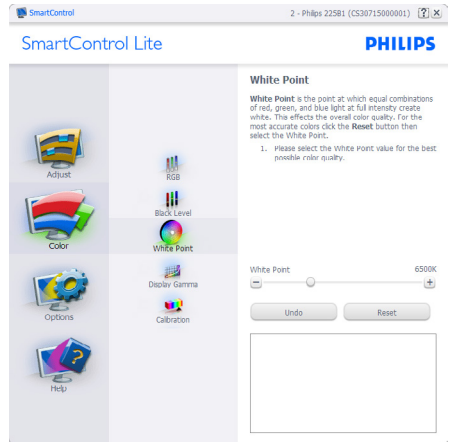 SmartControl
2 - Philips 225B1 (CS30715000001)
SmartControl Lite
PHILIPS
Adjust
Color
Options
Help
RGB
Black Level
White Point
Display Gamma
Calibration
White Point
White Point is the point at which equal combinations
of red, green, and blue light at full intensity create
white. This effects the overall color quality. For the
most accurate colors click the Reset button then
select the White Point.
1. Please select the White Point value for the best
possible color quality.
White Point 6500K
Undo
Reset